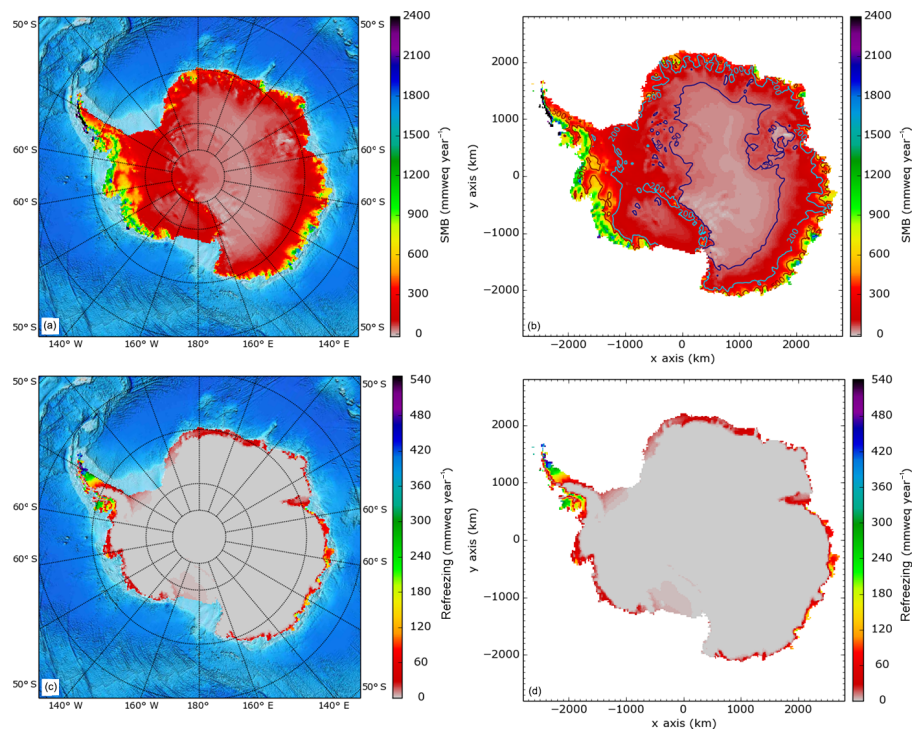 50° S
60° S
60° S
50° S
(a)
140° W 160° W 180° 160° E 140° E
50° S
60° S
60° S
50° S
2400
2100
1800
1500
1200
900
600
300
0
SMB (mmweq year⁻¹)
(b)
2000
1000
0
−1000
−2000
y axis (km)
200
−2000 −1000 0 1000 2000
x axis (km)
2400
2100
1800
1500
1200
900
600
300
0
SMB (mmweq year⁻¹)
50° S
60° S
60° S
50° S
(c)
140° W 160° W 180° 160° E 140° E
50° S
60° S
60° S
50° S
540
480
420
360
300
240
180
120
60
0
Refreezing (mmweq year⁻¹)
(d)
2000
1000
0
−1000
−2000
y axis (km)
−2000 −1000 0 1000 2000
x axis (km)
540
480
420
360
300
240
180
120
60
0
Refreezing (mmweq year⁻¹)